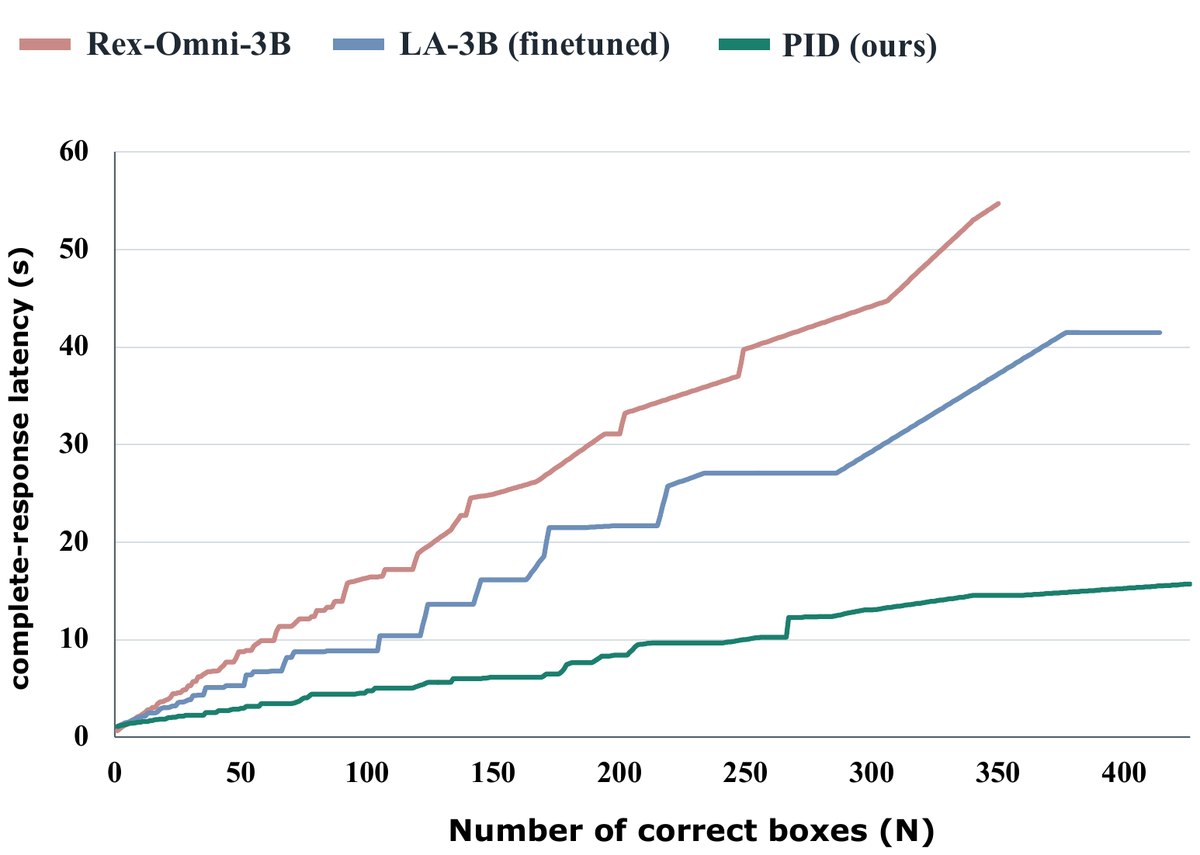 Rex-Omni-3B LA-3B (finetuned) PID (ours)
complete-response latency (s)
60
50
40
30
20
10
0
0 50 100 150 200 250 300 350 400
Number of correct boxes (N)